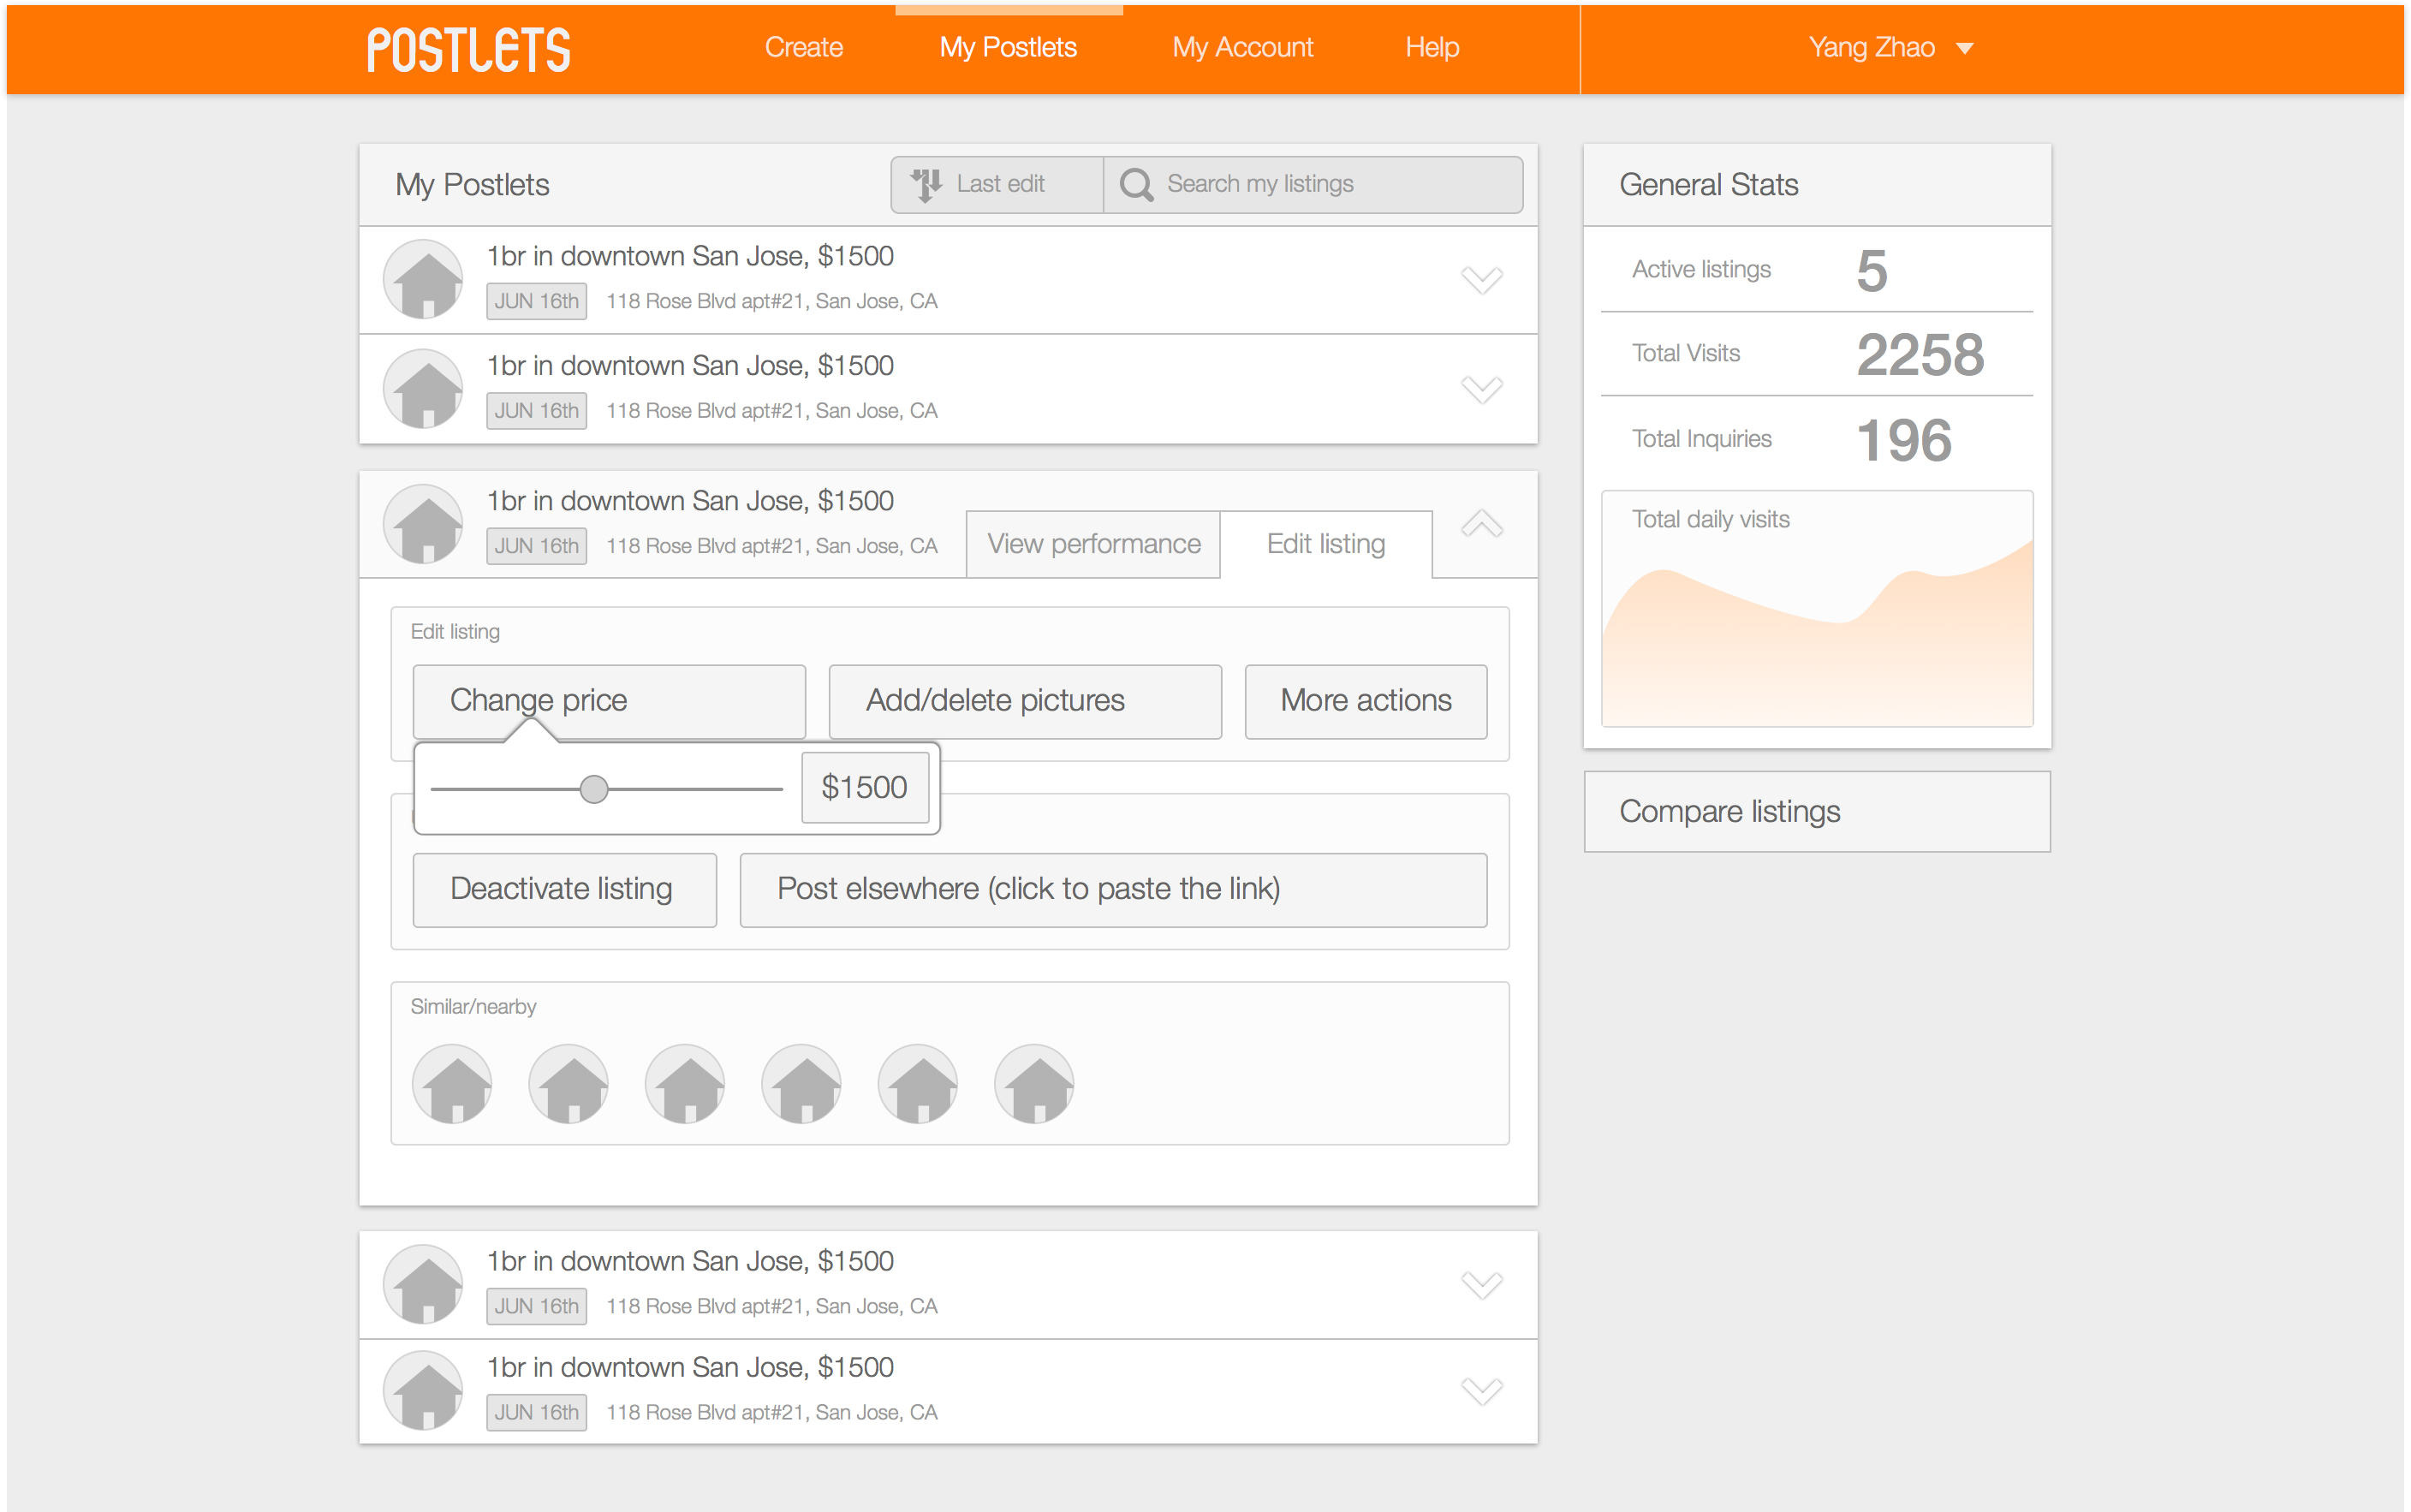 POSTLETS
Create
My Postlets
My Account
Help
Yang Zhao
My Postlets
Last edit
Search my listings
1br in downtown San Jose, $1500
JUN 16th 118 Rose Blvd apt#21, San Jose, CA
1br in downtown San Jose, $1500
JUN 16th 118 Rose Blvd apt#21, San Jose, CA
1br in downtown San Jose, $1500
JUN 16th 118 Rose Blvd apt#21, San Jose, CA
View performance
Edit listing
Edit listing
Change price
Add/delete pictures
More actions
$1500
Deactivate listing
Post elsewhere (click to paste the link)
Similar/nearby
1br in downtown San Jose, $1500
JUN 16th 118 Rose Blvd apt#21, San Jose, CA
1br in downtown San Jose, $1500
JUN 16th 118 Rose Blvd apt#21, San Jose, CA
General Stats
Active listings 5
Total Visits 2258
Total Inquiries 196
Total daily visits
Compare listings